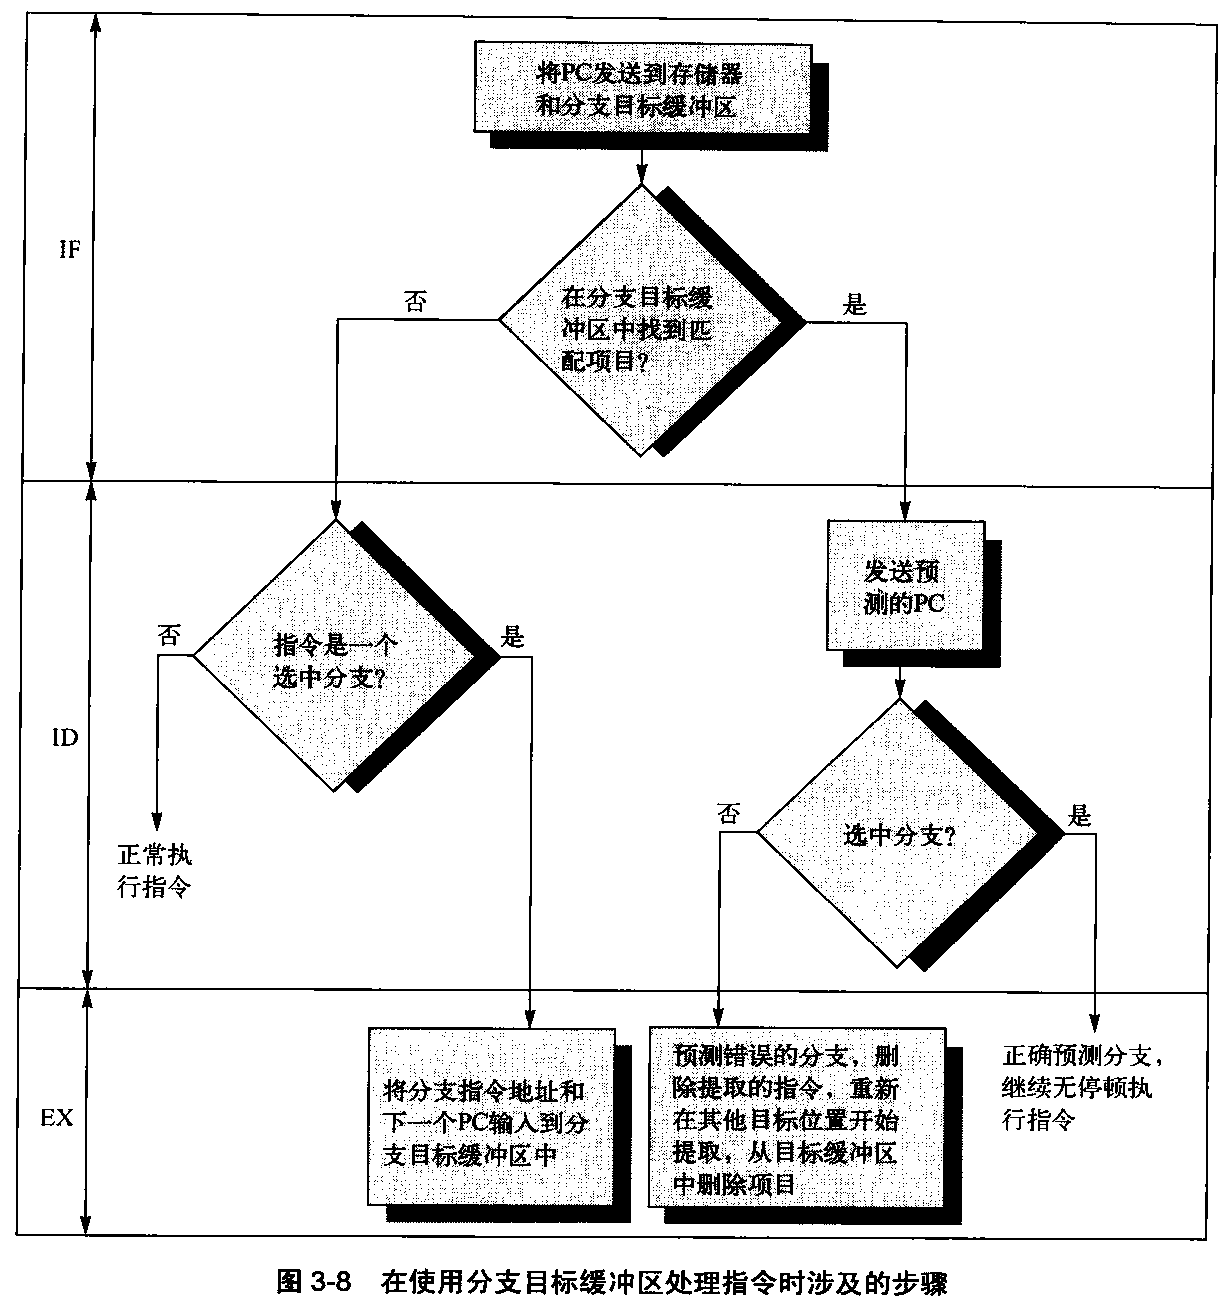 将PC发送到存储器
和分支目标缓冲区
IF
在分支目标缓
冲区中找到匹
配项目?
否
是
发送预
测的PC
指令是一个
选中分支?
否
是
ID
选中分支?
否
是
正常执
行指令
EX
将分支指令地址和
下一个PC输入到分
支目标缓冲区中
预测错误的分支，删
除提取的指令，重新
在其他目标位置开始
提取，从目标缓冲区
中删除项目
正确预测分支，
继续无停顿执
行指令
图 3-8 在使用分支目标缓冲区处理指令时涉及的步骤